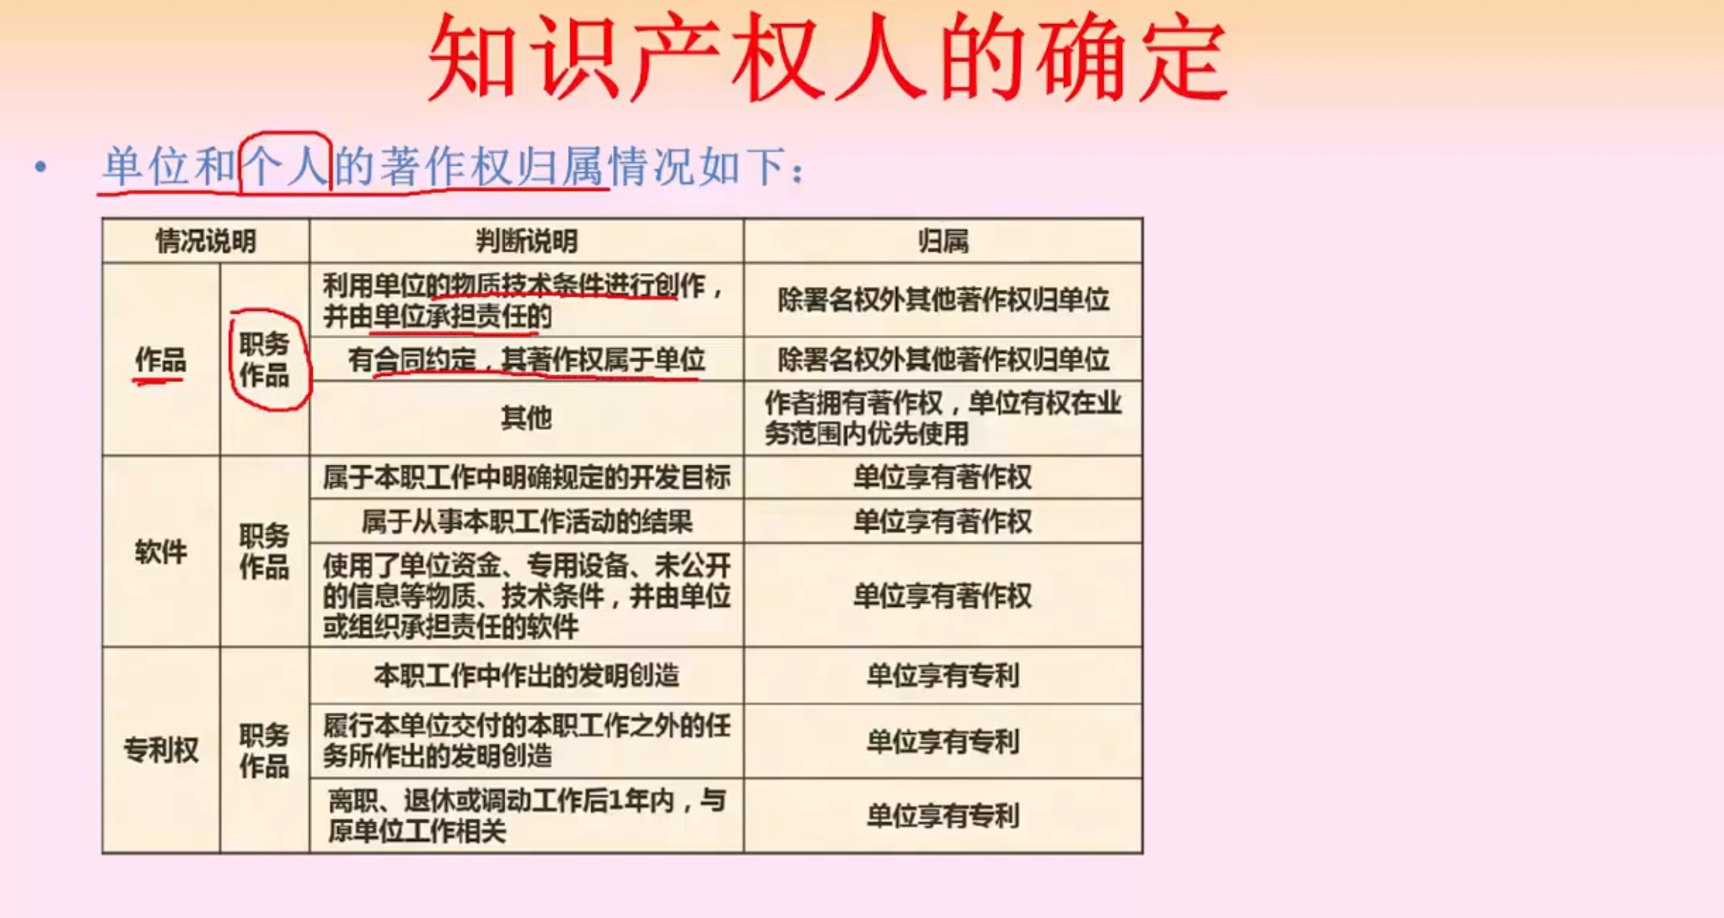 知识产权人的确定
• 单位和个人的著作权归属情况如下：
情况说明 判断说明 归属
作品
职务
作品
利用单位的物质技术条件进行创作，
并由单位承担责任的
除署名权外其他著作权归单位
有合同约定，其著作权属于单位
除署名权外其他著作权归单位
其他
作者拥有著作权，单位有权在业
务范围内优先使用
软件
职务
作品
属于本职工作中明确规定的开发目标
单位享有著作权
属于从事本职工作活动的结果
单位享有著作权
使用了单位资金、专用设备、未公开
的信息等物质、技术条件，并由单位
或组织承担责任的软件
单位享有著作权
专利权
职务
作品
本职工作中作出的发明创造
单位享有专利
履行本单位交付的本职工作之外的任
务所作出的发明创造
单位享有专利
离职、退休或调动工作后1年内，与
原单位工作相关
单位享有专利